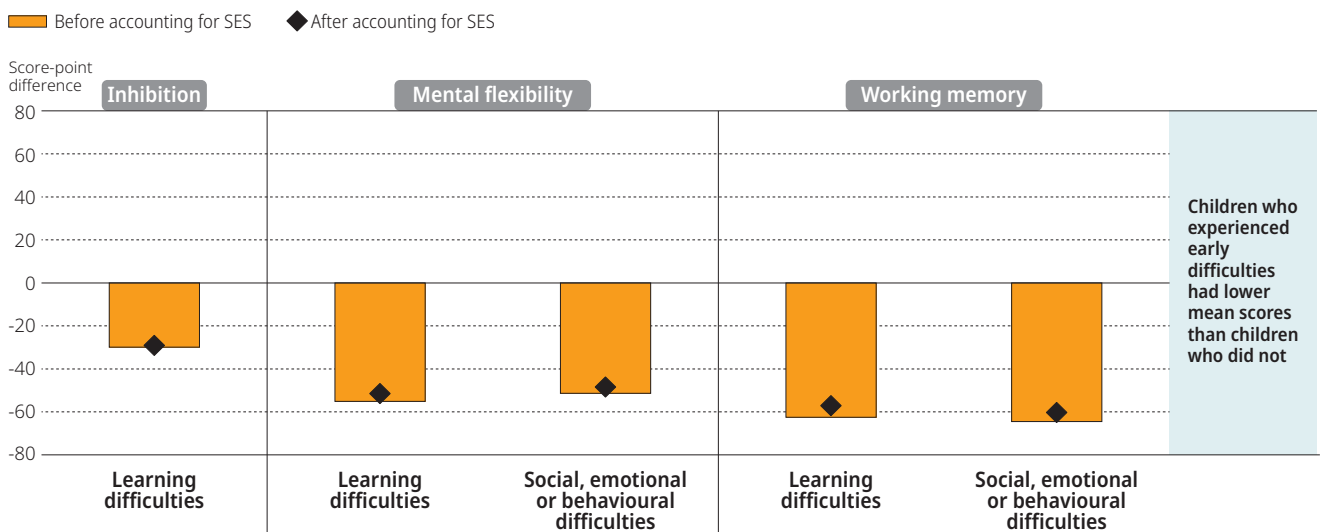 Before accounting for SES
After accounting for SES
Score-point
difference
Inhibition
Mental flexibility
Working memory
80
60
40
20
0
-20
-40
-60
-80
Children who
experienced
early
difficulties
had lower
mean scores
than children
who did not
Learning
difficulties
Learning
difficulties
Social, emotional
or behavioural
difficulties
Learning
difficulties
Social, emotional
or behavioural
difficulties